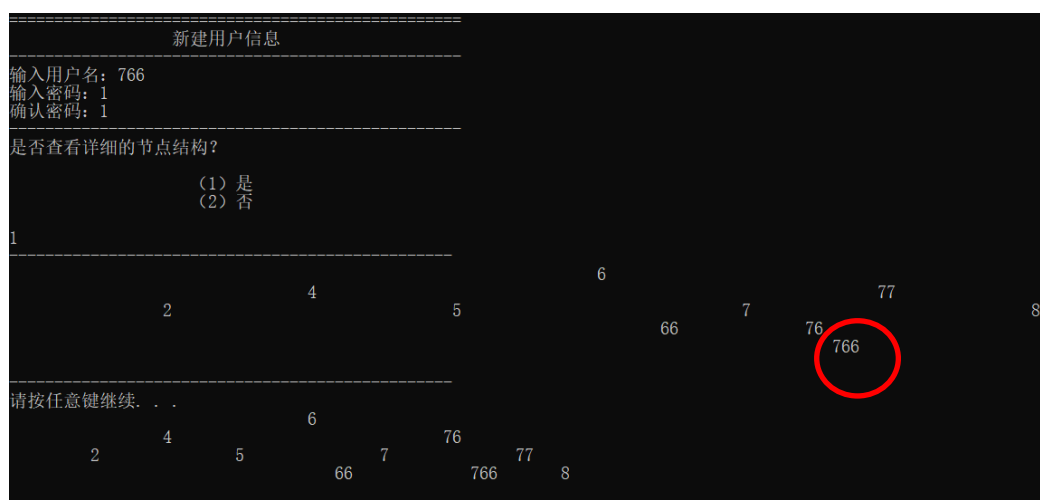 ==================================================
新建用户信息
--------------------------------------------------
输入用户名：766
输入密码：1
确认密码：1
--------------------------------------------------
是否查看详细的节点结构？
（1）是
（2）否
1
-------------------------------------------------
6
4 77
2 5 7 8
66 76
766
-------------------------------------------------
请按任意键继续. . .
6
4 76
2 5 7 77
66 766 8